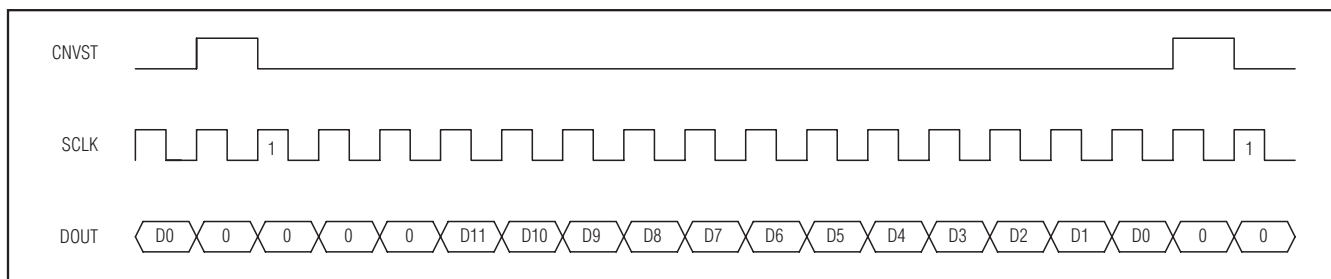 CNVST
SCLK 1 1
DOUT D0 0 0 0 0 D11 D10 D9 D8 D7 D6 D5 D4 D3 D2 D1 D0 0 0